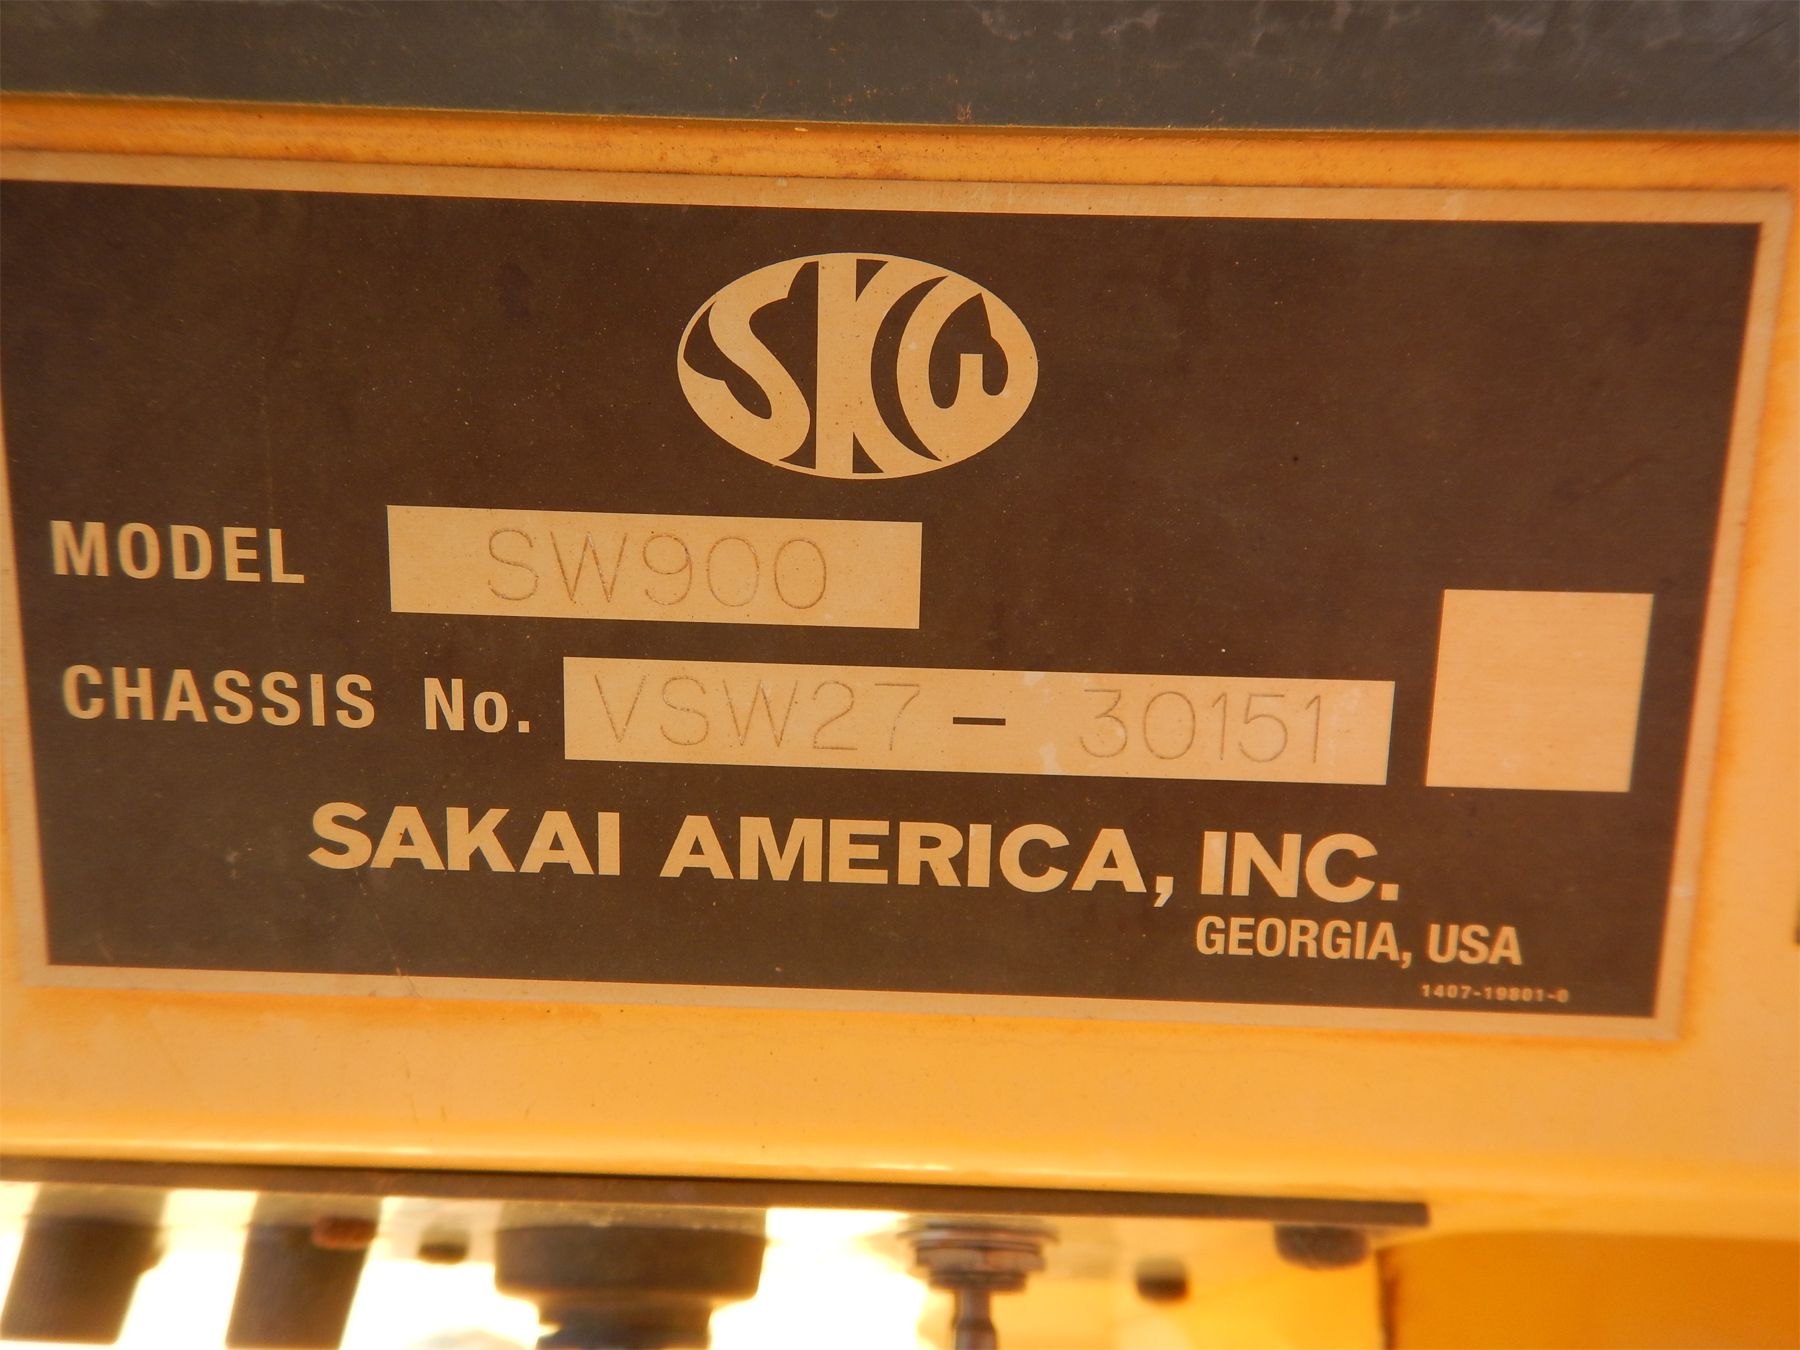 SKW
MODEL SW900
CHASSIS No. VSW27 - 30151
SAKAI AMERICA, INC.
GEORGIA, USA
1407-19801-0